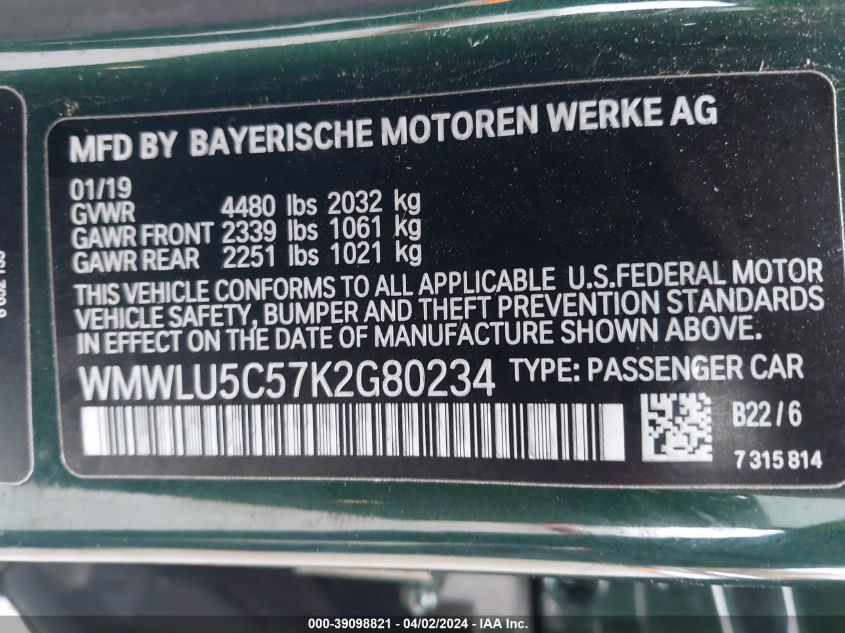 MFD BY BAYERISCHE MOTOREN WERKE AG
01/19
GVWR 4480 lbs 2032 kg
GAWR FRONT 2339 lbs 1061 kg
GAWR REAR 2251 lbs 1021 kg
THIS VEHICLE CONFORMS TO ALL APPLICABLE U.S.FEDERAL MOTOR
VEHICLE SAFETY, BUMPER AND THEFT PREVENTION STANDARDS
IN EFFECT ON THE DATE OF MANUFACTURE SHOWN ABOVE.
WMWLU5C57K2G80234 TYPE: PASSENGER CAR
B22/6
7 315 814
000-39098821 - 04/02/2024 - IAA Inc.